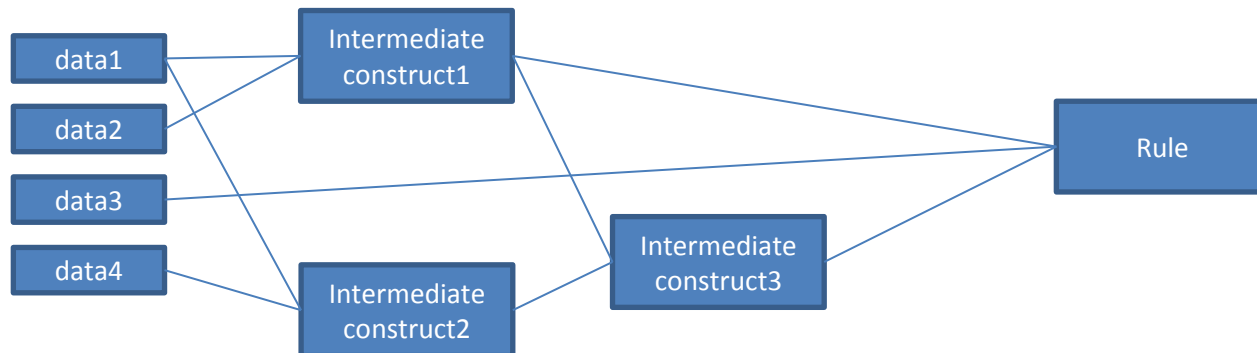 data1
data2
data3
data4
Intermediate
construct1
Intermediate
construct2
Intermediate
construct3
Rule